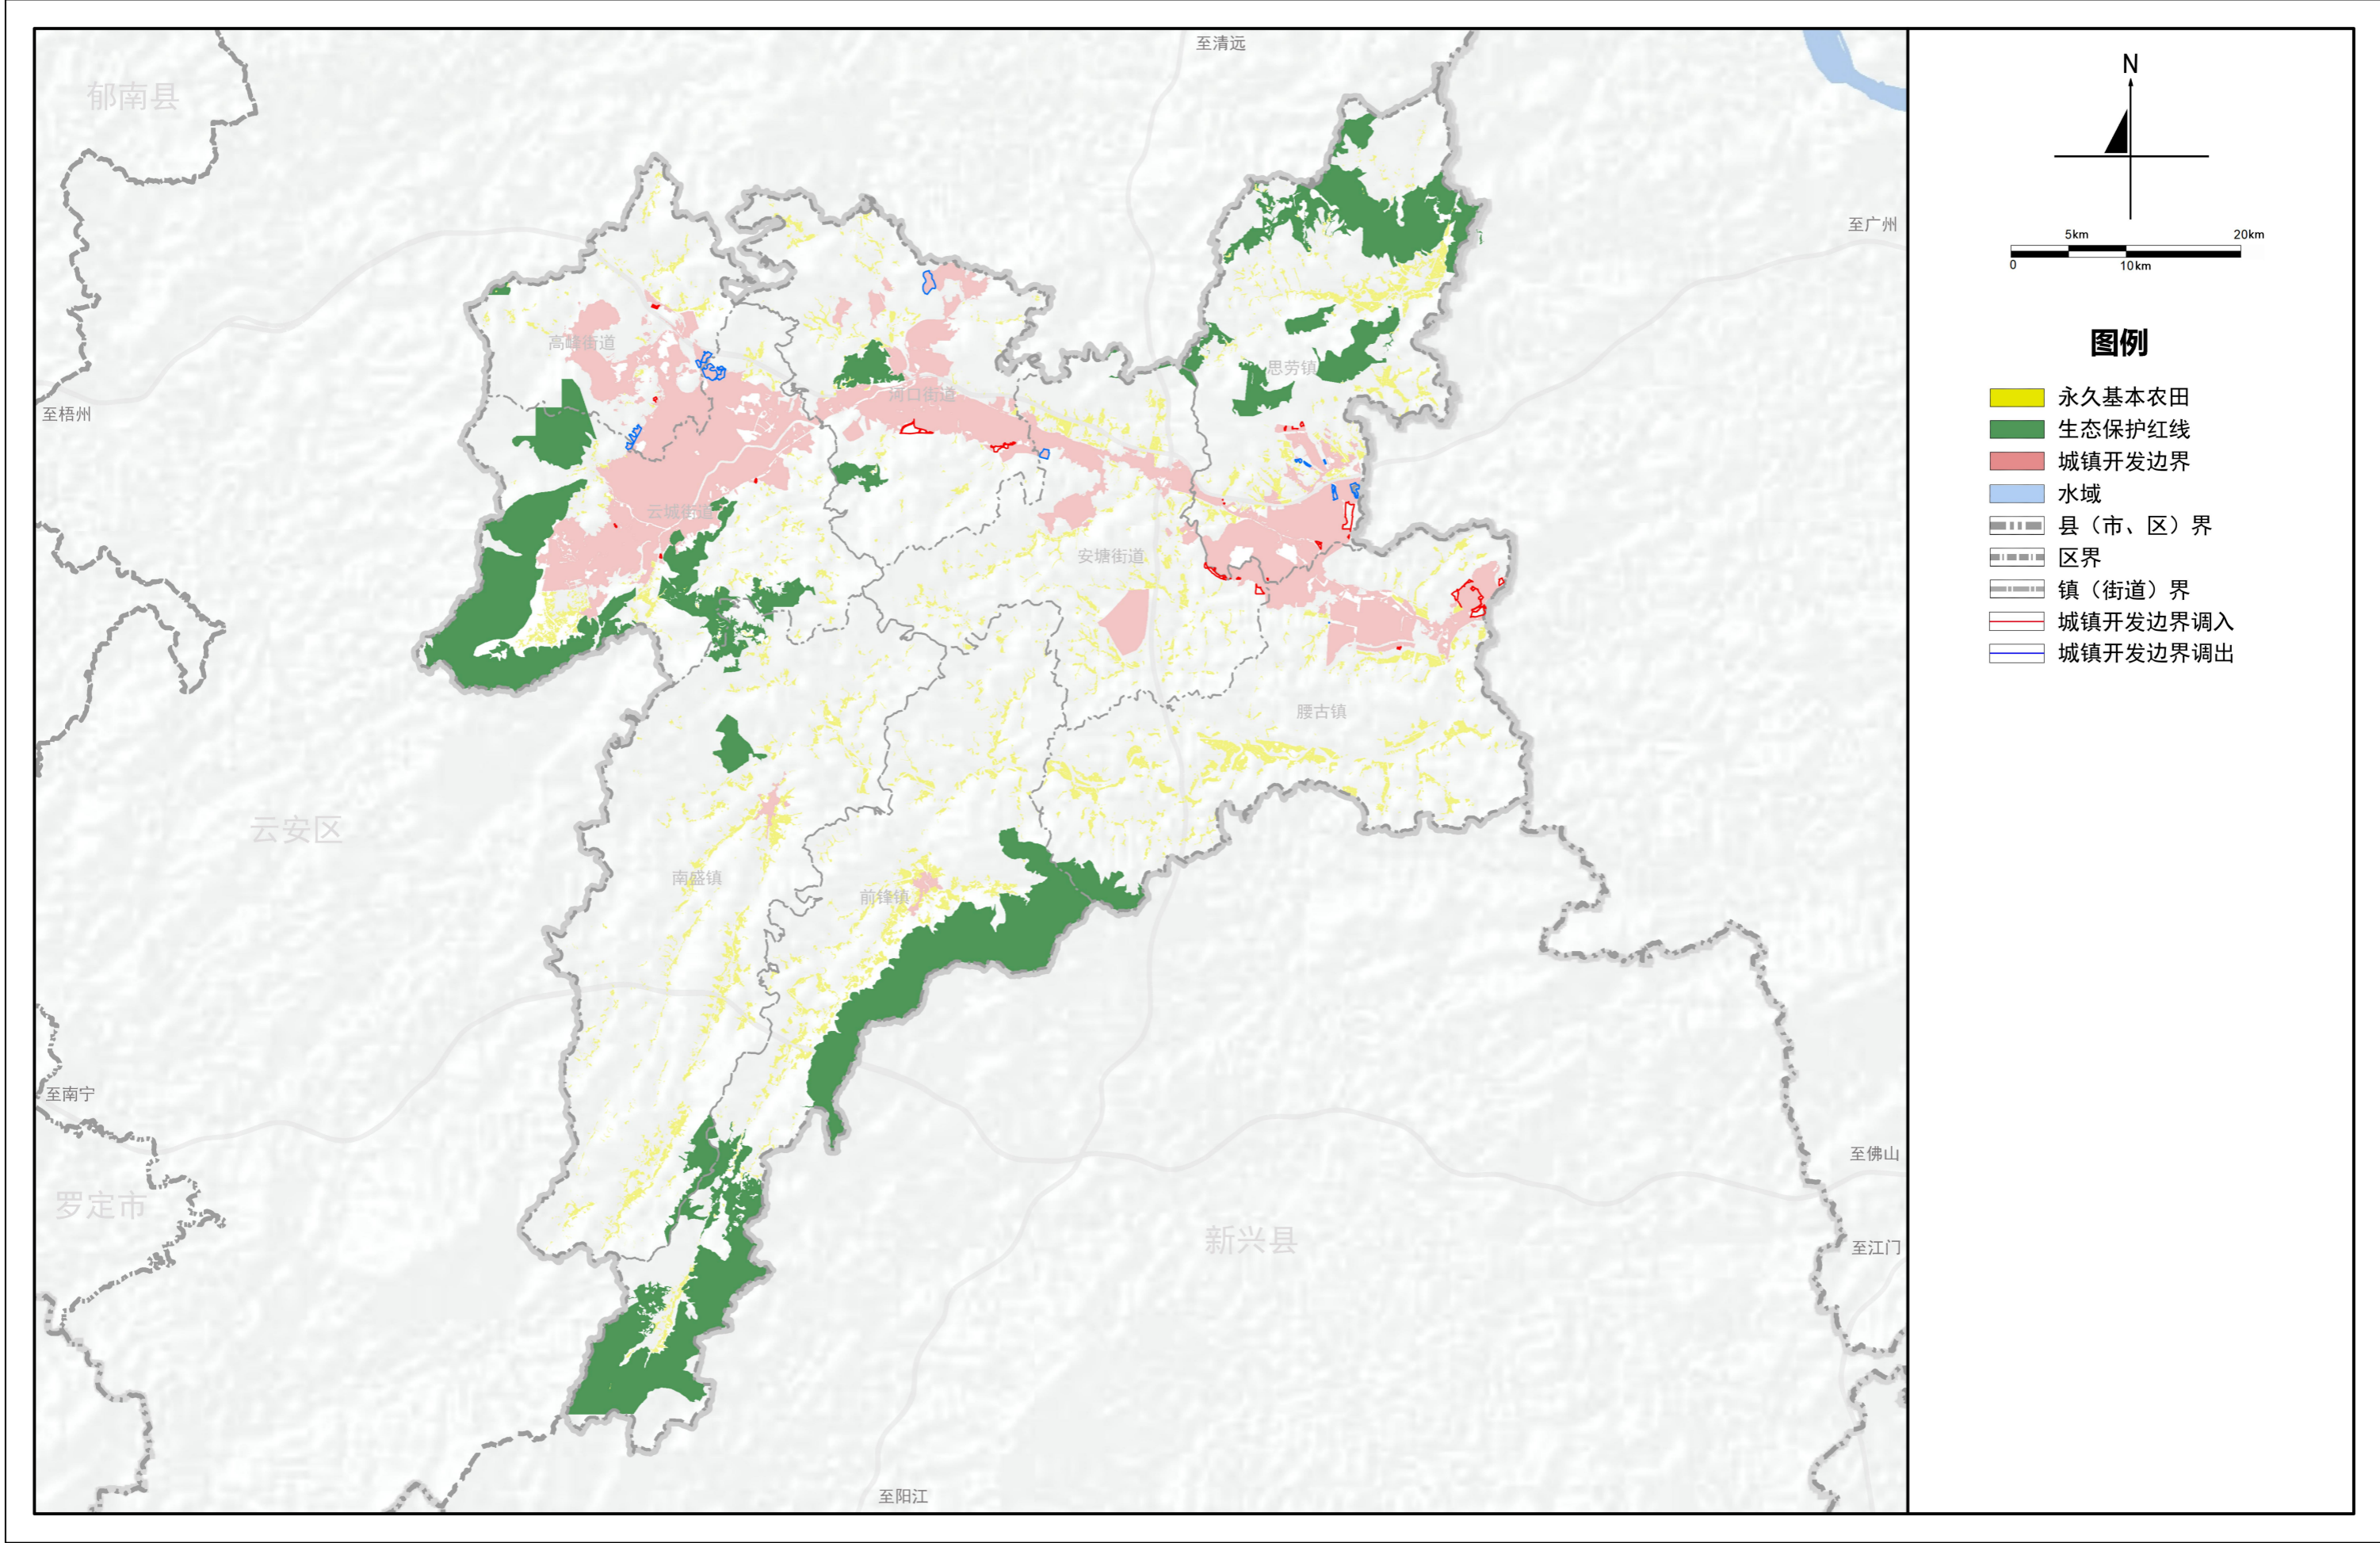 至清远
郁南县
至广州
高峰街道
思劳镇
河口街道
至梧州
云城街道
安塘街道
腰古镇
云安区
南盛镇
前锋镇
至南宁
至佛山
罗定市
新兴县
至江门
至阳江
N
5km
20km
0
10km
图例
永久基本农田
生态保护红线
城镇开发边界
水域
县（市、区）界
区界
镇（街道）界
城镇开发边界调入
城镇开发边界调出